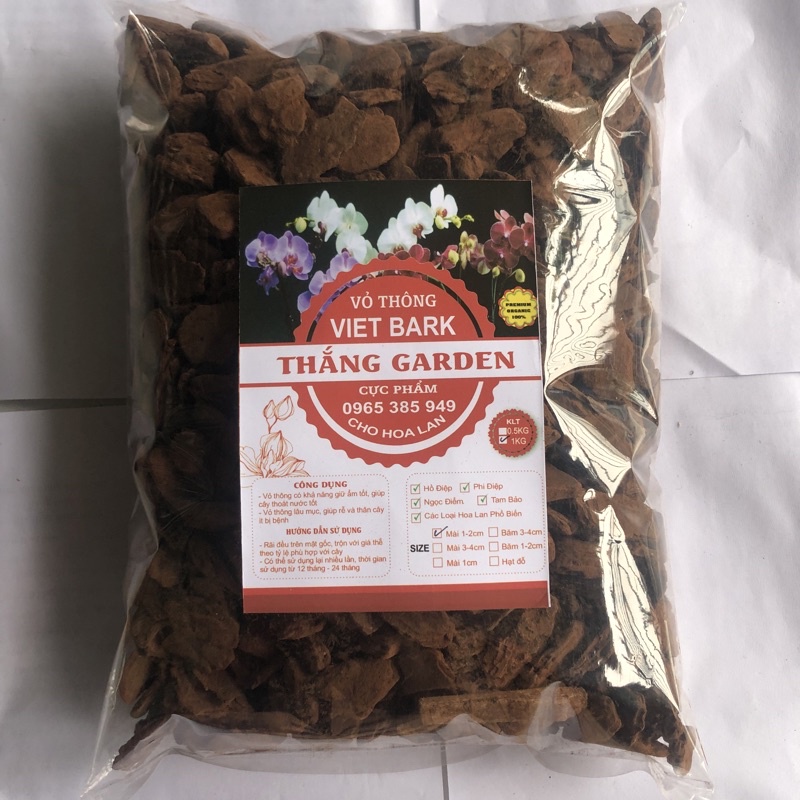 VỎ THÔNG
VIET BARK
PREMIUM
ORGANIC
100%
THẮNG GARDEN
CỰC PHẨM
0965 385 949
CHO HOA LAN
KLT
0.5KG
1KG
CÔNG DỤNG
- Vỏ thông có khả năng giữ ẩm tốt, giúp
cây thoát nước tốt
- Vỏ thông lâu mục, giúp rễ và thân cây
ít bị bệnh
HƯỚNG DẪN SỬ DỤNG
- Rải đều trên mặt gốc, trộn với giá thể
theo tỷ lệ phù hợp với cây
- Có thể sử dụng lại nhiều lần, thời gian
sử dụng từ 12 tháng - 24 tháng
Hồ Điệp Phi Điệp
Ngọc Điểm. Tam Bảo
Các Loại Hoa Lan Phổ Biến
SIZE
Mài 1-2cm Băm 3-4cm
Mài 3-4cm Băm 1-2cm
Mài 1cm Hạt đỗ